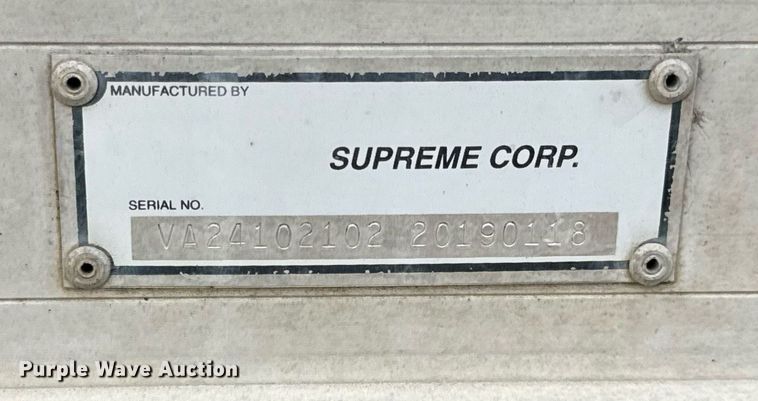 MANUFACTURED BY
SUPREME CORP.
SERIAL NO.
VA24102102 20190118
Purple Wave Auction